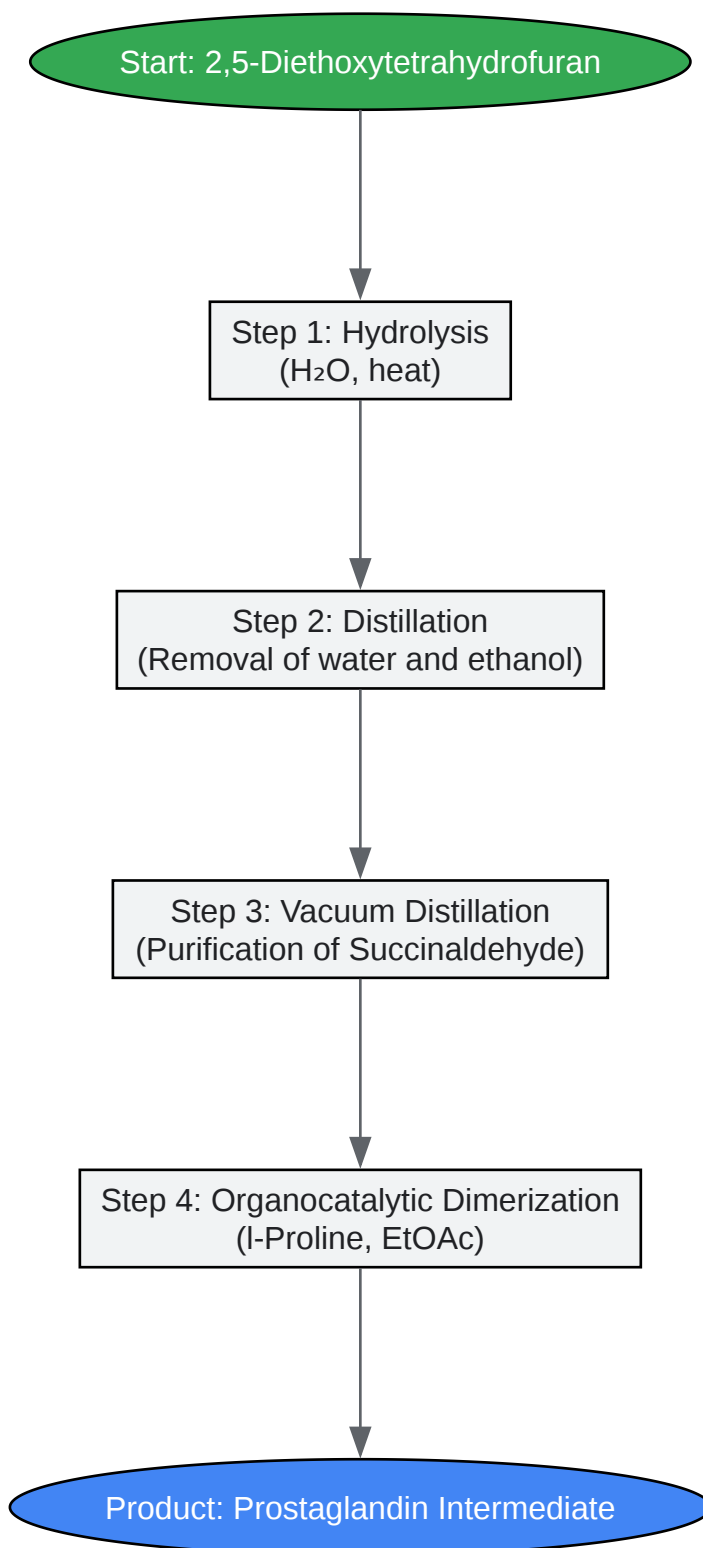 Start: 2,5-Diethoxytetrahydrofuran
Step 1: Hydrolysis
(H₂O, heat)
Step 2: Distillation
(Removal of water and ethanol)
Step 3: Vacuum Distillation
(Purification of Succinaldehyde)
Step 4: Organocatalytic Dimerization
(l-Proline, EtOAc)
Product: Prostaglandin Intermediate